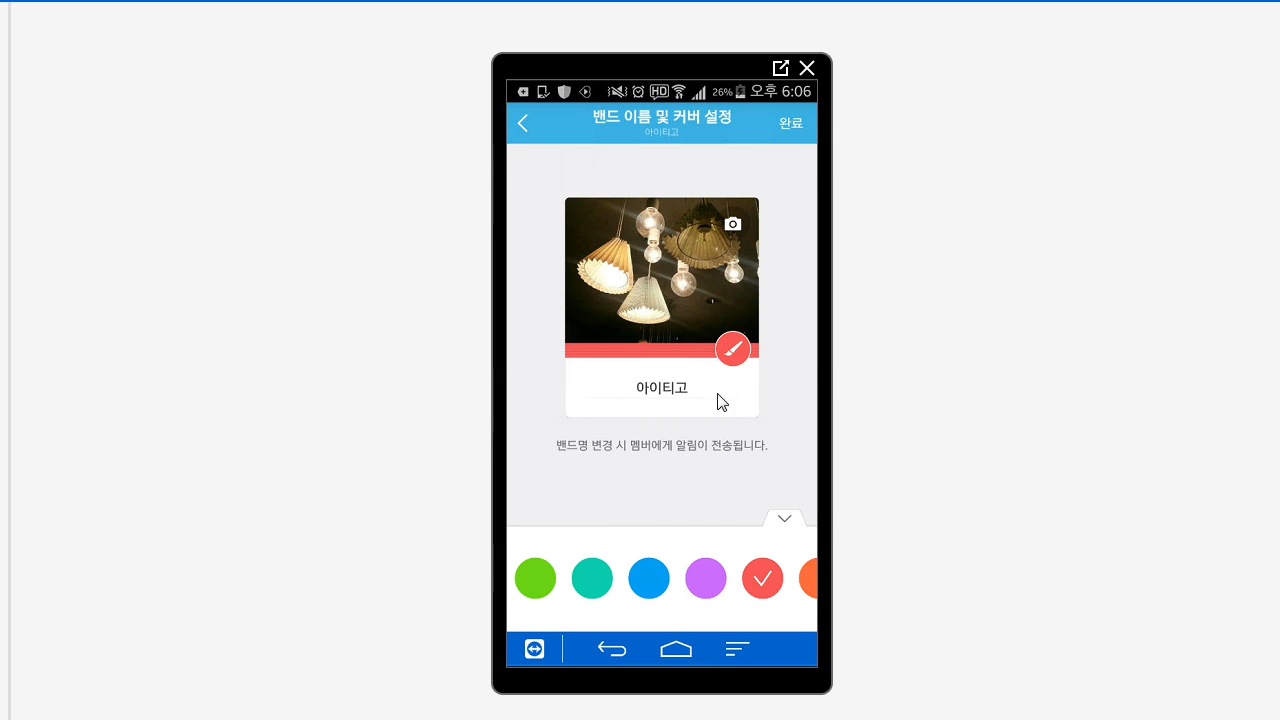 HD 26% 오후 6:06
밴드 이름 및 커버 설정
아이티고
완료
아이티고
밴드명 변경 시 멤버에게 알림이 전송됩니다.